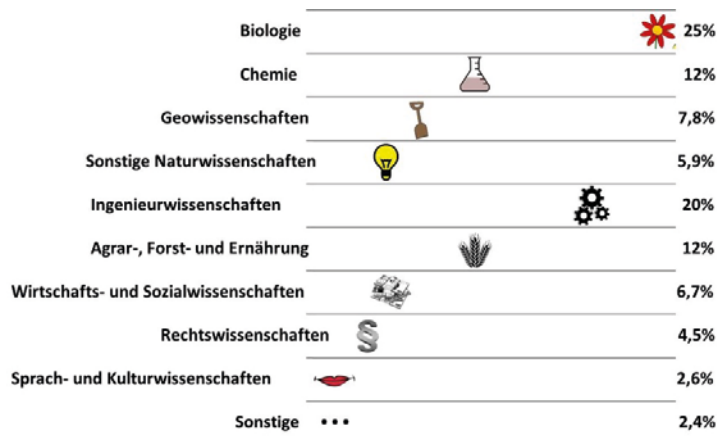 Biologie 25%
Chemie 12%
Geowissenschaften 7,8%
Sonstige Naturwissenschaften 5,9%
Ingenieurwissenschaften 20%
Agrar-, Forst- und Ernährung 12%
Wirtschafts- und Sozialwissenschaften 6,7%
Rechtswissenschaften § 4,5%
Sprach- und Kulturwissenschaften 2,6%
Sonstige ... 2,4%